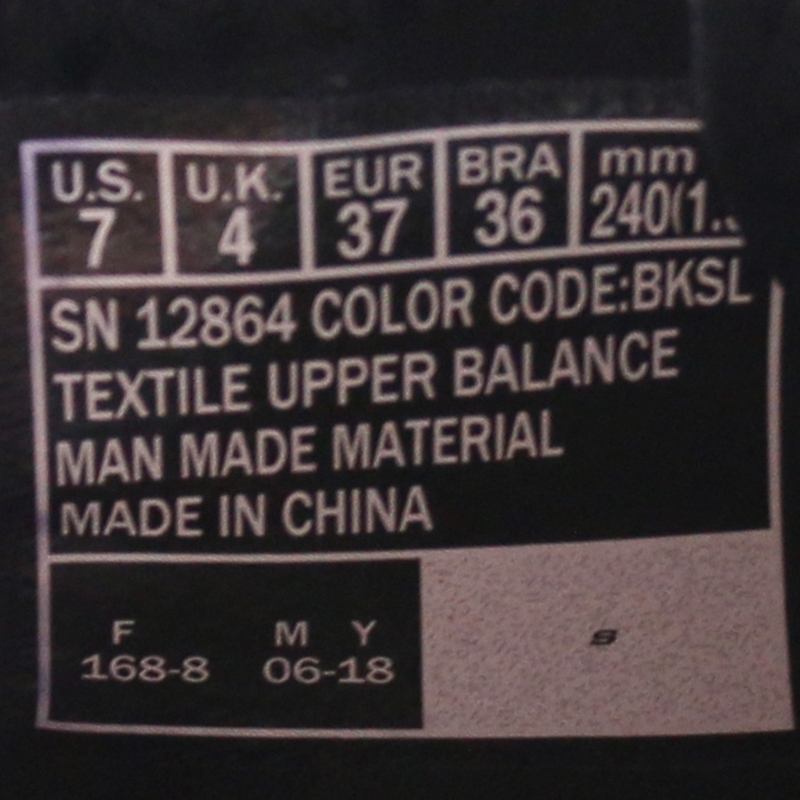 U.S. U.K. EUR BRA mm
7 4 37 36 240(1.
SN 12864 COLOR CODE:BKSL
TEXTILE UPPER BALANCE
MAN MADE MATERIAL
MADE IN CHINA
F M Y
168-8 06-18
S